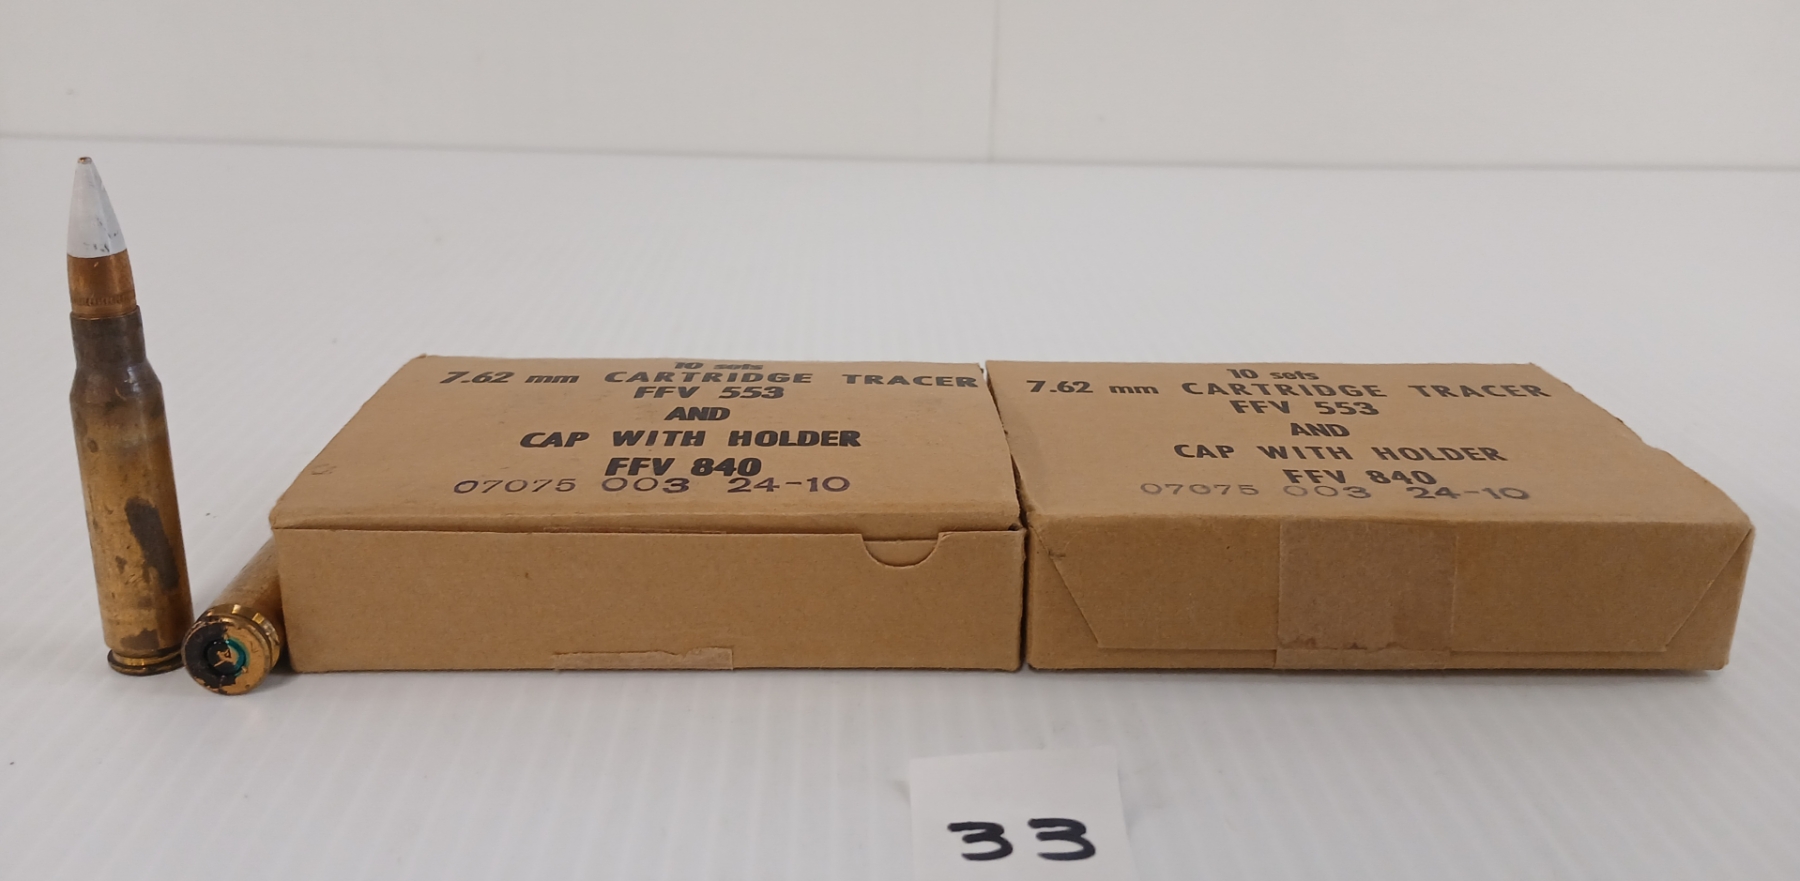 10 sets
7.62 mm CARTRIDGE TRACER
FFV 553
AND
CAP WITH HOLDER
FFV 840
07075 003 24-10
10 sets
7.62 mm CARTRIDGE TRACER
FFV 553
AND
CAP WITH HOLDER
FFV 840
07075 003 24-10
33